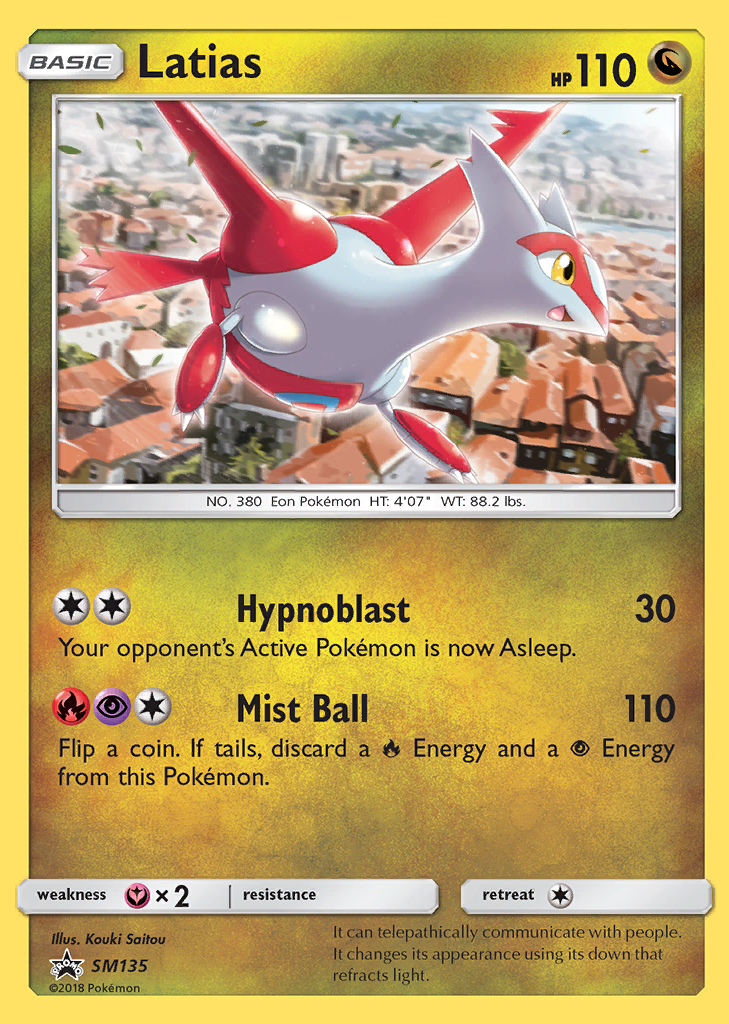 BASIC Latias HP 110
NO. 380 Eon Pokémon HT: 4'07" WT: 88.2 lbs.
Hypnoblast 30
Your opponent's Active Pokémon is now Asleep.
Mist Ball 110
Flip a coin. If tails, discard a Energy and a Energy
from this Pokémon.
weakness ×2 resistance retreat
Illus. Kouki Saitou
PROMO SM135
©2018 Pokémon
It can telepathically communicate with people.
It changes its appearance using its down that
refracts light.